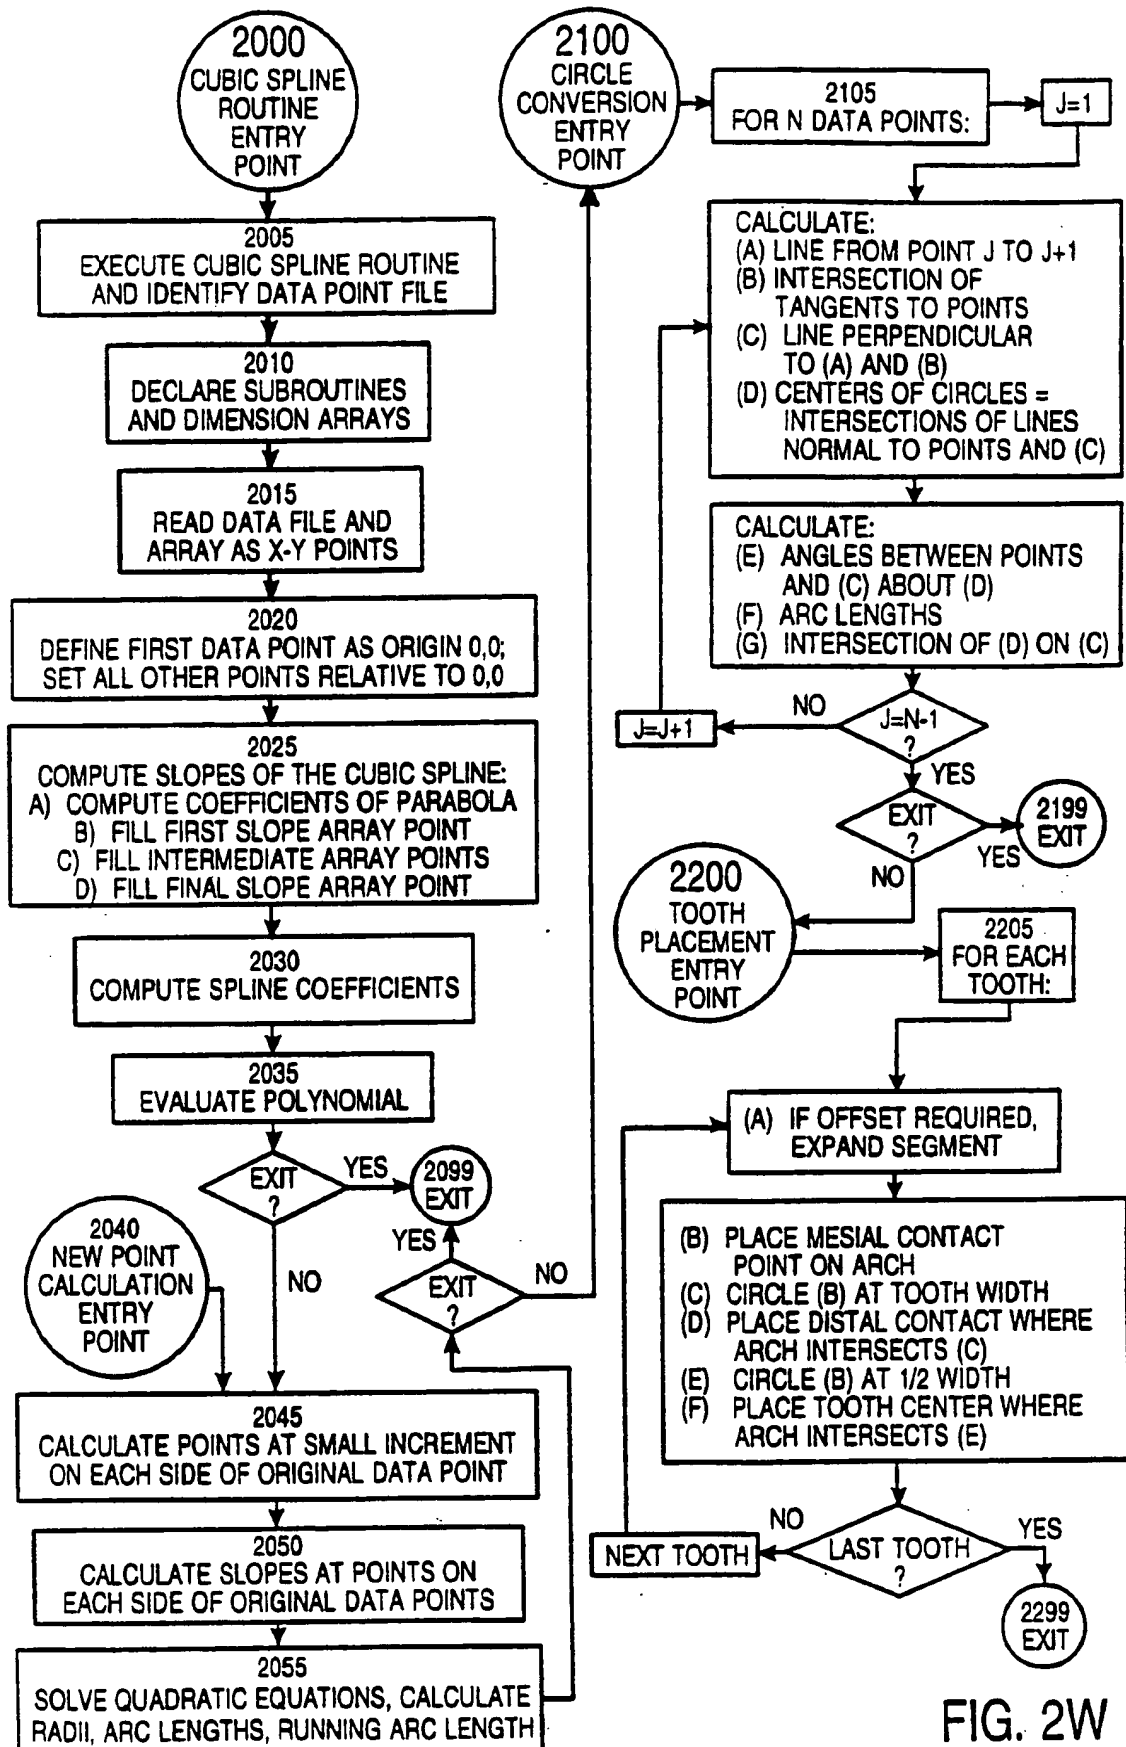 2000
CUBIC SPLINE
ROUTINE
ENTRY
POINT
2005
EXECUTE CUBIC SPLINE ROUTINE
AND IDENTIFY DATA POINT FILE
2010
DECLARE SUBROUTINES
AND DIMENSION ARRAYS
2015
READ DATA FILE AND
ARRAY AS X-Y POINTS
2020
DEFINE FIRST DATA POINT AS ORIGIN 0,0;
SET ALL OTHER POINTS RELATIVE TO 0,0
2025
COMPUTE SLOPES OF THE CUBIC SPLINE:
A) COMPUTE COEFFICIENTS OF PARABOLA
B) FILL FIRST SLOPE ARRAY POINT
C) FILL INTERMEDIATE ARRAY POINTS
D) FILL FINAL SLOPE ARRAY POINT
2030
COMPUTE SPLINE COEFFICIENTS
2035
EVALUATE POLYNOMIAL
EXIT
?
YES
2099
EXIT
NO
2040
NEW POINT
CALCULATION
ENTRY
POINT
YES
EXIT
?
NO
2045
CALCULATE POINTS AT SMALL INCREMENT
ON EACH SIDE OF ORIGINAL DATA POINT
2050
CALCULATE SLOPES AT POINTS ON
EACH SIDE OF ORIGINAL DATA POINTS
2055
SOLVE QUADRATIC EQUATIONS, CALCULATE
RADII, ARC LENGTHS, RUNNING ARC LENGTH
2100
CIRCLE
CONVERSION
ENTRY
POINT
2105
FOR N DATA POINTS:
J=1
CALCULATE:
(A) LINE FROM POINT J TO J+1
(B) INTERSECTION OF
TANGENTS TO POINTS
(C) LINE PERPENDICULAR
TO (A) AND (B)
(D) CENTERS OF CIRCLES =
INTERSECTIONS OF LINES
NORMAL TO POINTS AND (C)
CALCULATE:
(E) ANGLES BETWEEN POINTS
AND (C) ABOUT (D)
(F) ARC LENGTHS
(G) INTERSECTION OF (D) ON (C)
J=N-1
?
NO
J=J+1
YES
EXIT
?
YES
2199
EXIT
NO
2200
TOOTH
PLACEMENT
ENTRY
POINT
2205
FOR EACH
TOOTH:
(A) IF OFFSET REQUIRED,
EXPAND SEGMENT
(B) PLACE MESIAL CONTACT
POINT ON ARCH
(C) CIRCLE (B) AT TOOTH WIDTH
(D) PLACE DISTAL CONTACT WHERE
ARCH INTERSECTS (C)
(E) CIRCLE (B) AT 1/2 WIDTH
(F) PLACE TOOTH CENTER WHERE
ARCH INTERSECTS (E)
LAST TOOTH
?
NO
NEXT TOOTH
YES
2299
EXIT
FIG. 2W